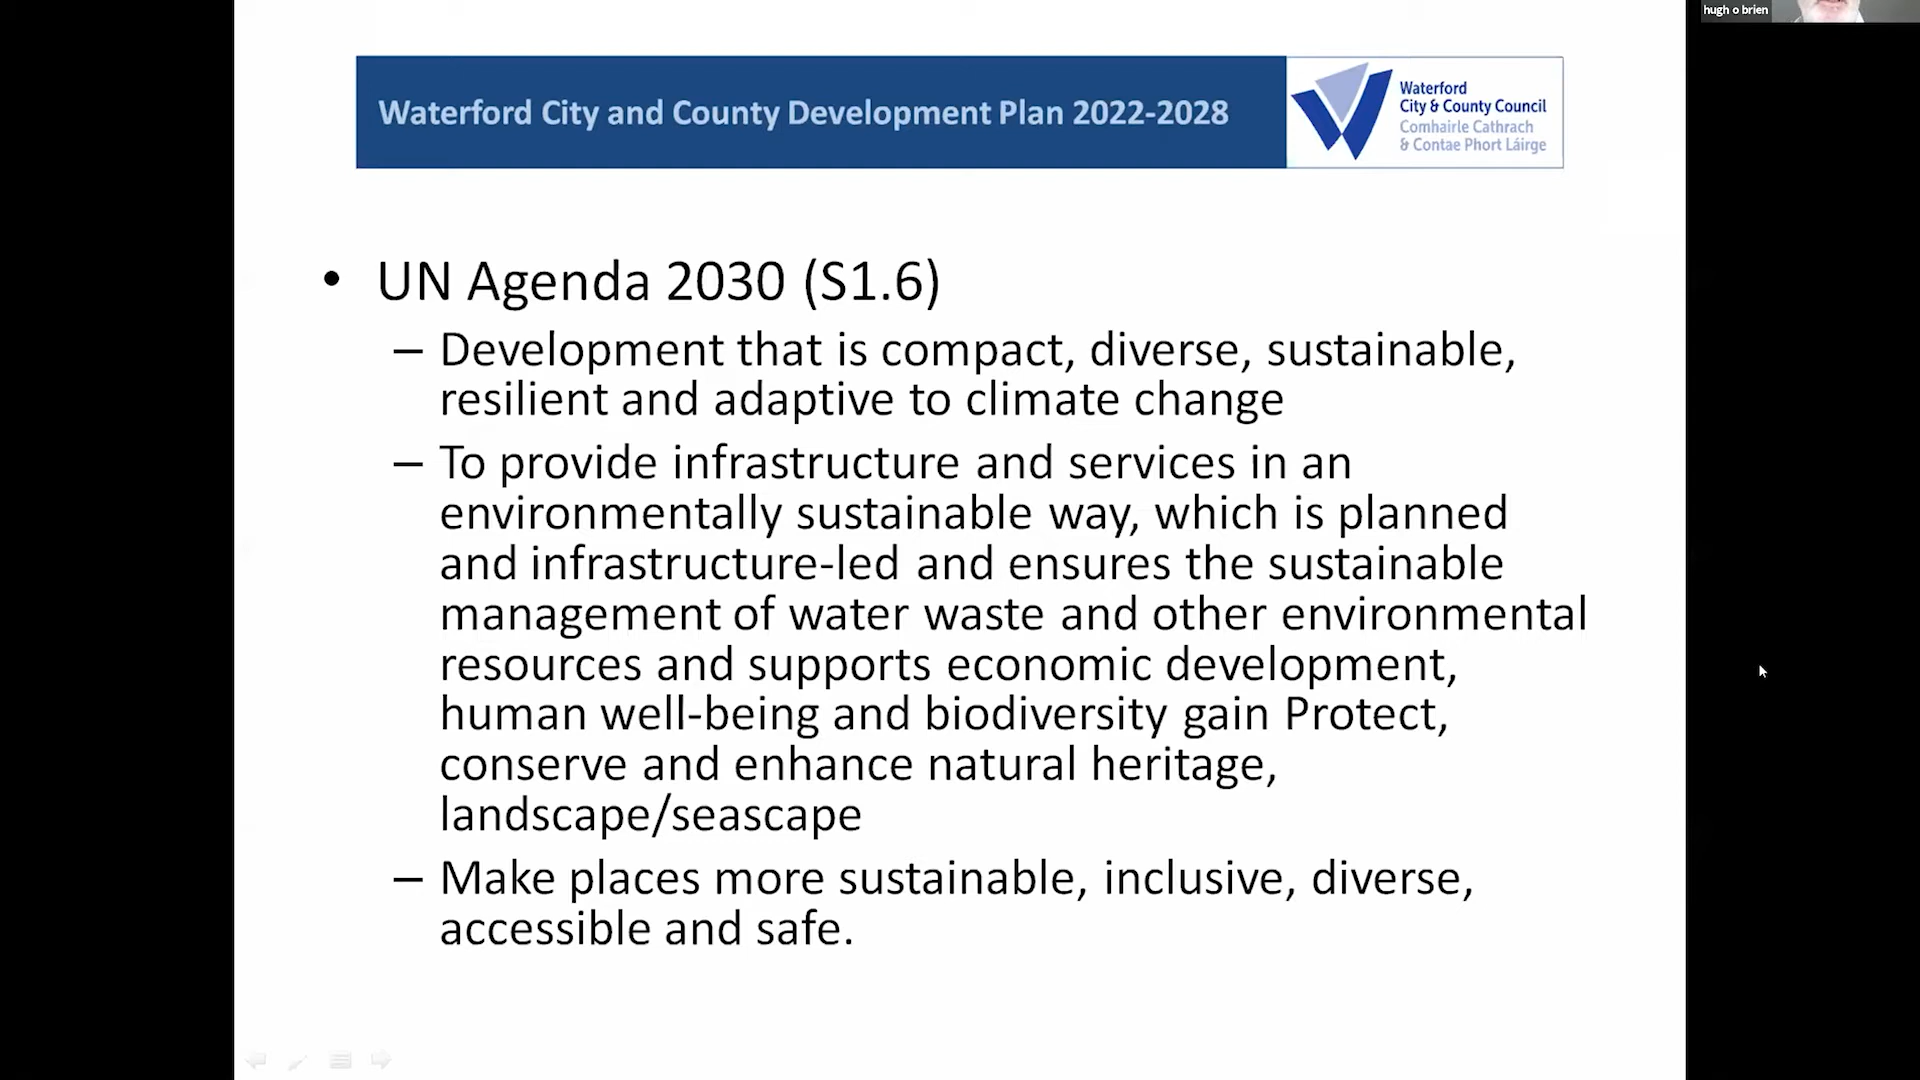 hugh o brien
Waterford City and County Development Plan 2022-2028
Waterford
City & County Council
Comhairle Cathrach
& Contae Phort Láirge
• UN Agenda 2030 (S1.6)
– Development that is compact, diverse, sustainable,
resilient and adaptive to climate change
– To provide infrastructure and services in an
environmentally sustainable way, which is planned
and infrastructure-led and ensures the sustainable
management of water waste and other environmental
resources and supports economic development,
human well-being and biodiversity gain Protect,
conserve and enhance natural heritage,
landscape/seascape
– Make places more sustainable, inclusive, diverse,
accessible and safe.